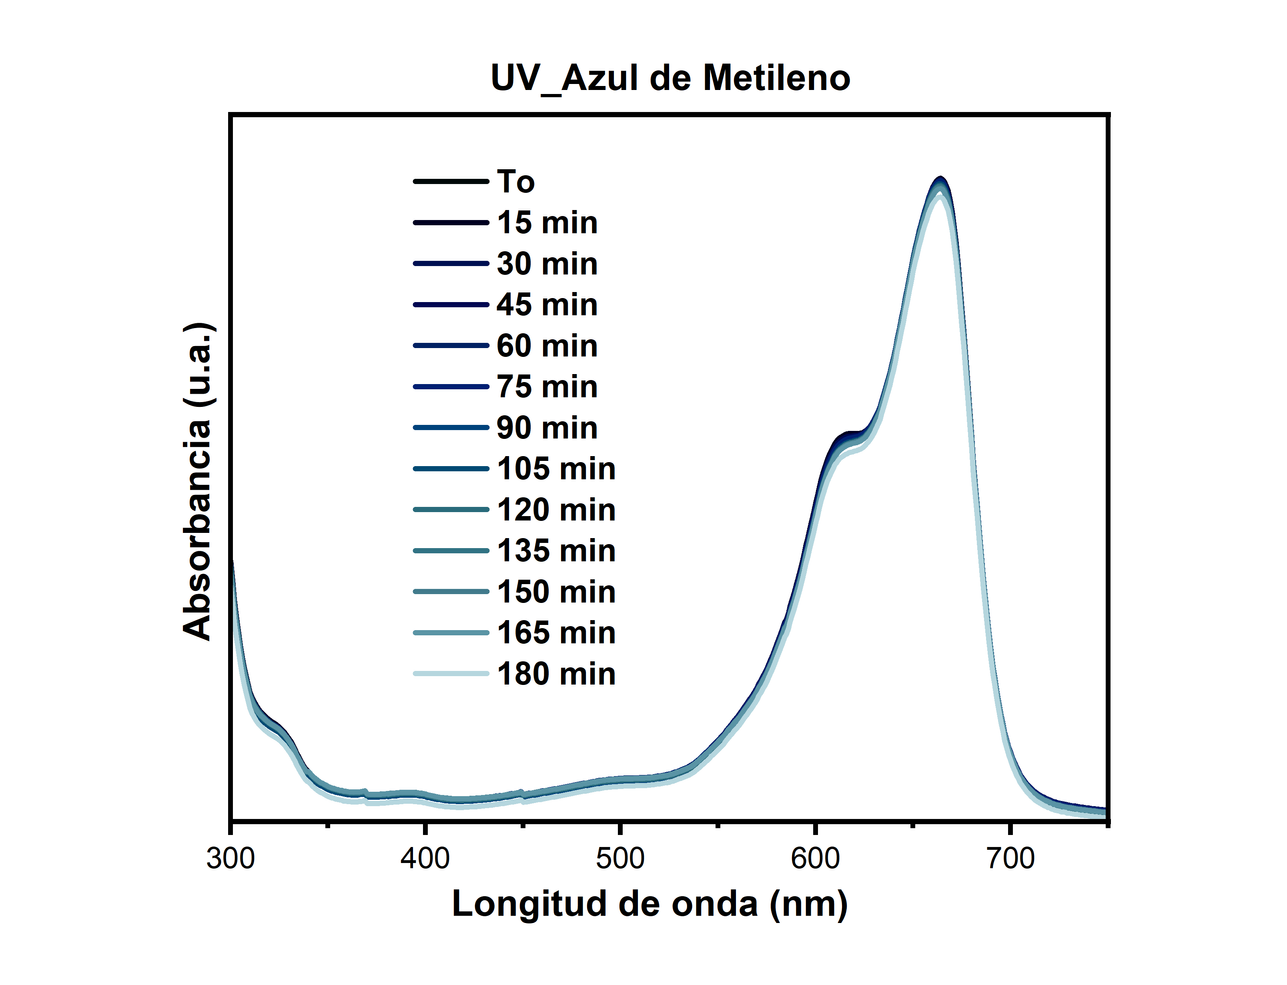 UV_Azul de Metileno
To
15 min
30 min
45 min
60 min
75 min
90 min
105 min
120 min
135 min
150 min
165 min
180 min
Absorbancia (u.a.)
300
400
500
600
700
Longitud de onda (nm)